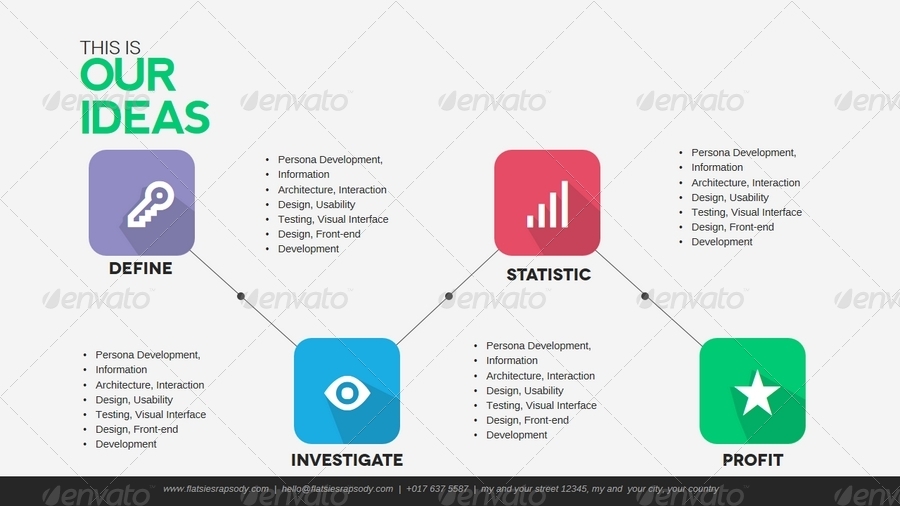 THIS IS
OUR
IDEAS
• Persona Development,
• Information
• Architecture, Interaction
• Design, Usability
• Testing, Visual Interface
• Design, Front-end
• Development
• Persona Development,
• Information
• Architecture, Interaction
• Design, Usability
• Testing, Visual Interface
• Design, Front-end
• Development
DEFINE
STATISTIC
• Persona Development,
• Information
• Architecture, Interaction
• Design, Usability
• Testing, Visual Interface
• Design, Front-end
• Development
• Persona Development,
• Information
• Architecture, Interaction
• Design, Usability
• Testing, Visual Interface
• Design, Front-end
• Development
INVESTIGATE
PROFIT
www.flatsiesrapsody.com | hello@flatsiesrapsody.com | +017 637 5587 | my and your street 12345, my and your city, your country
envato envato envato envato envato
envato envato envato envato envato
envato envato envato envato envato